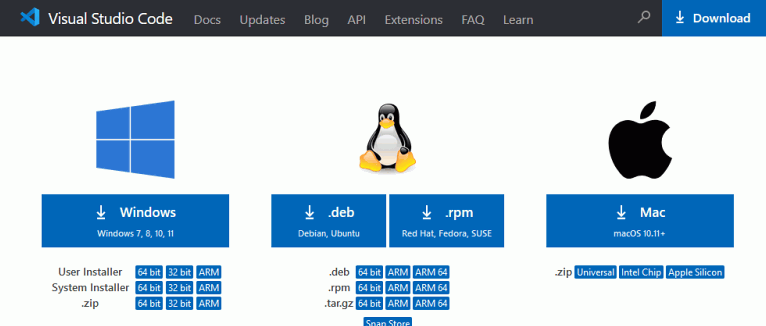 Visual Studio Code Docs Updates Blog API Extensions FAQ Learn Download
Windows
Windows 7, 8, 10, 11
User Installer 64 bit 32 bit ARM
System Installer 64 bit 32 bit ARM
.zip 64 bit 32 bit ARM
.deb .rpm
Debian, Ubuntu Red Hat, Fedora, SUSE
.deb 64 bit ARM ARM 64
.rpm 64 bit ARM ARM 64
.tar.gz 64 bit ARM ARM 64
Snap Store
Mac
macOS 10.11+
.zip Universal Intel Chip Apple Silicon